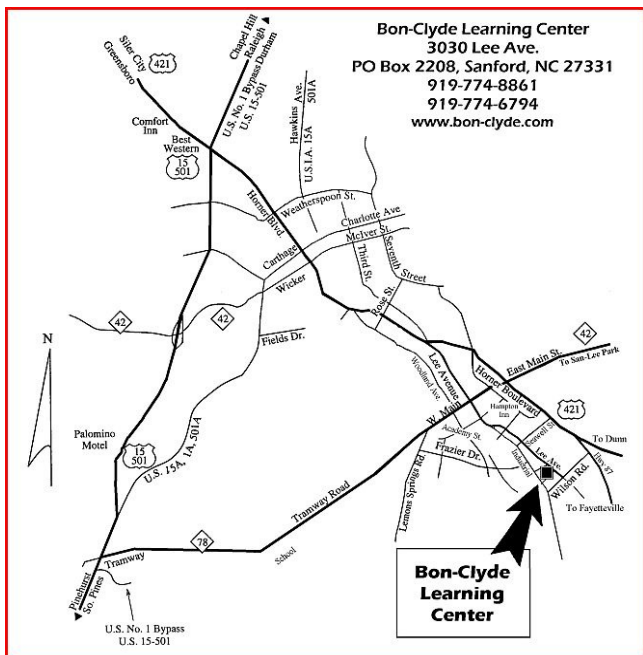 Bon-Clyde Learning Center
3030 Lee Ave.
PO Box 2208, Sanford, NC 27331
919-774-8861
919-774-6794
www.bon-clyde.com
Siler City
Greensboro
421
Chapel Hill
Raleigh
Durham
U.S. No. 1 Bypass
U.S. 15-501
Comfort
Inn
Best
Western
15
501
Hawkins Ave.
U.S.I.A. 15A
501A
Horner Blvd.
Weatherspoon St.
Charlotte Ave
Carthage
McIver St.
Wicker
Third St.
Seventh
Street
Rose St.
42
42
Fields Dr.
N
Lee Avenue
Woodland Ave.
East Main St.
42
To San-Lee Park
Horner Boulevard
Hampton
Inn
421
W. Main
Academy St.
Seawell St
To Dunn
Palomino
Motel
15
501
U.S. 15A, 1A, 501A
Frazier Dr.
Industrial
Lee Ave.
Wilson Rd.
Hwy 87
Lemons Springs Rd.
To Fayetteville
Tramway Road
Tramway
78
School
Pinehurst
So. Pines
U.S. No. 1 Bypass
U.S. 15-501
Bon-Clyde
Learning
Center